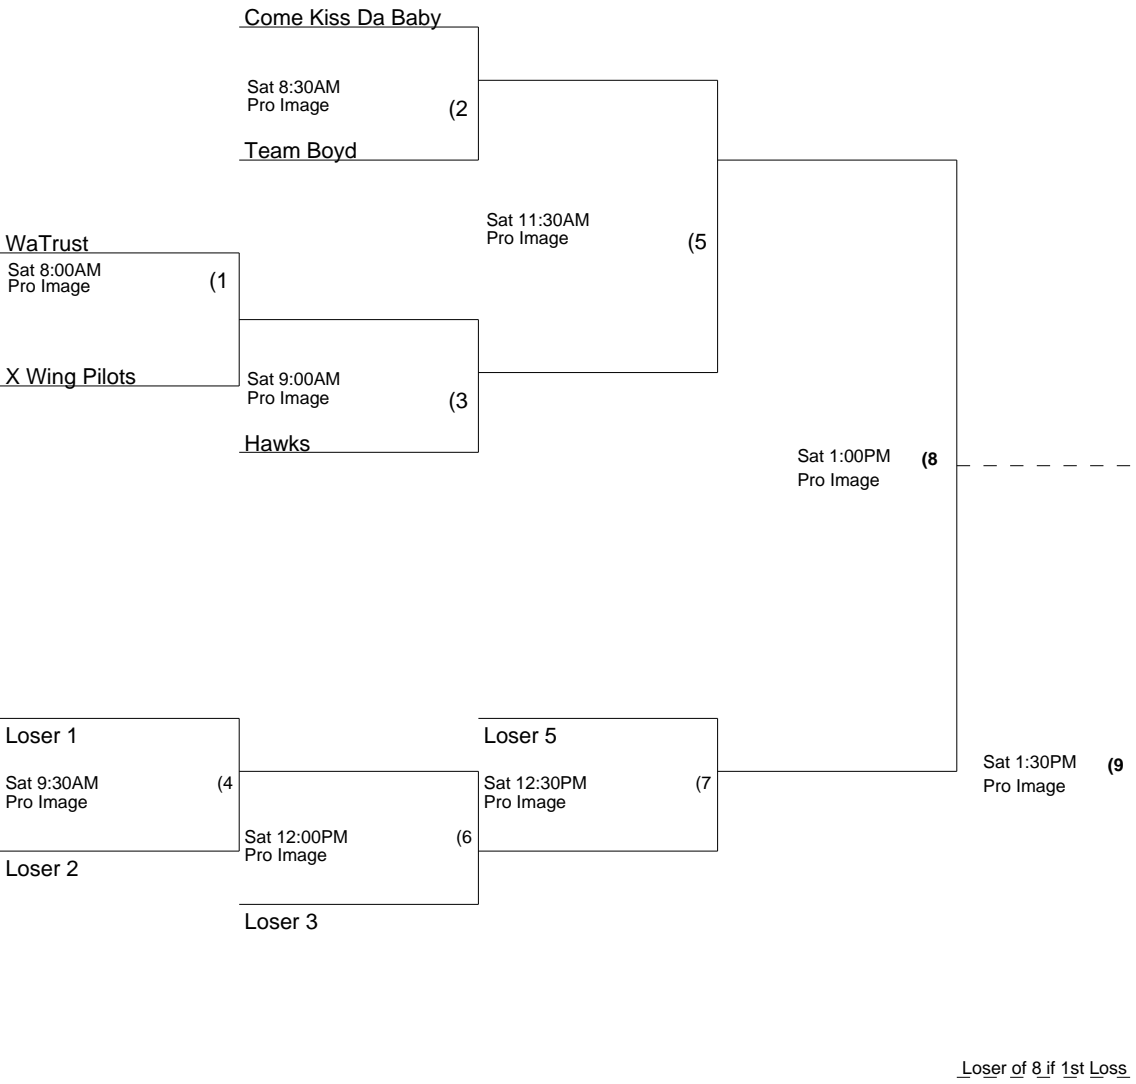 Come Kiss Da Baby
Sat 8:30AM
Pro Image
(2
Team Boyd
Sat 11:30AM
Pro Image
(5
WaTrust
Sat 8:00AM
Pro Image
(1
X Wing Pilots
Sat 9:00AM
Pro Image
(3
Hawks
Sat 1:00PM
(8
Pro Image
Loser 1
Loser 5
Sat 9:30AM
Pro Image
(4
Sat 12:30PM
Pro Image
(7
Sat 1:30PM
(9
Pro Image
Sat 12:00PM
Pro Image
(6
Loser 2
Loser 3
Loser of 8 if 1st Loss